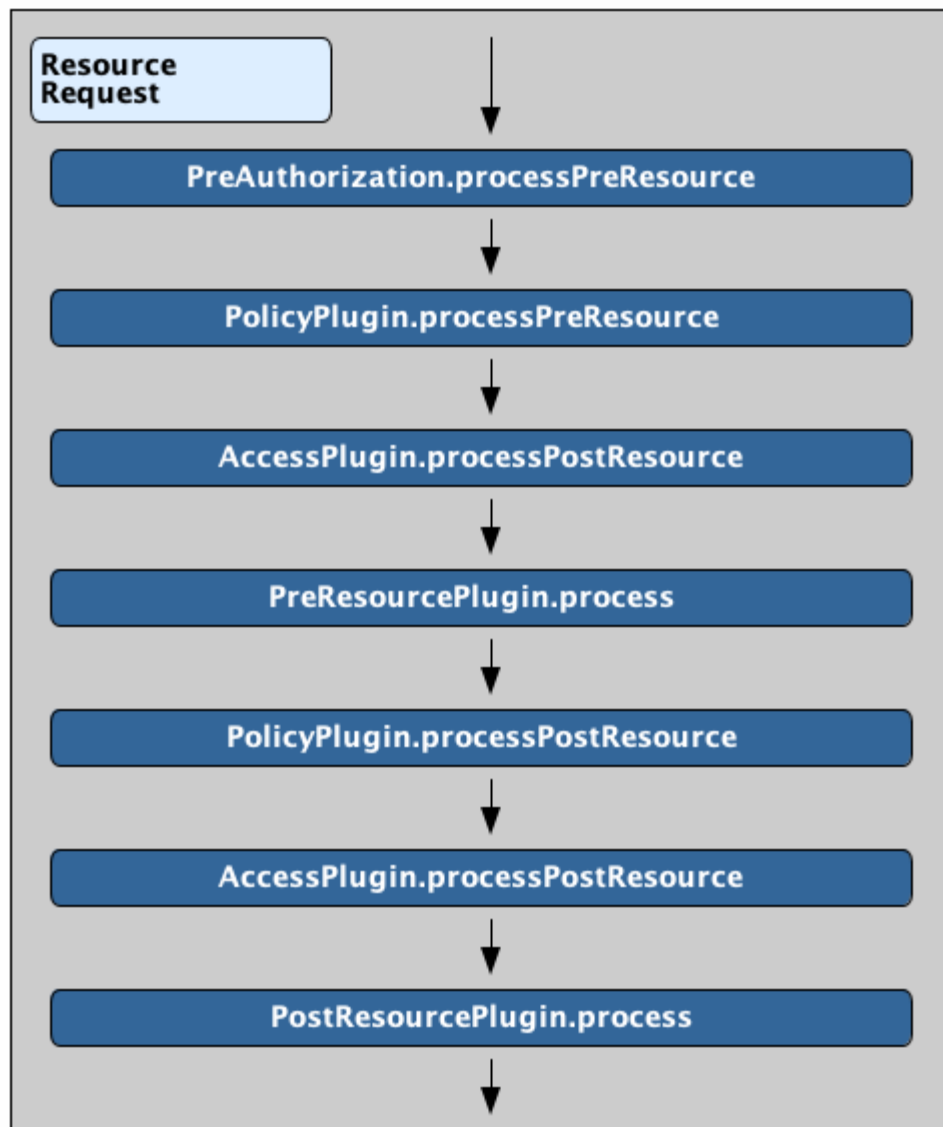 Resource
Request
PreAuthorization.processPreResource
PolicyPlugin.processPreResource
AccessPlugin.processPostResource
PreResourcePlugin.process
PolicyPlugin.processPostResource
AccessPlugin.processPostResource
PostResourcePlugin.process